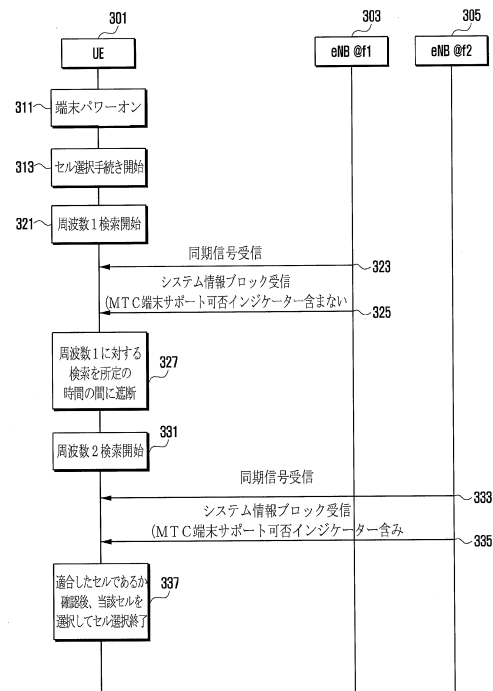 301
303
305
UE
eNB @f1
eNB @f2
311
端末パワーオン
313
セル選択手続き開始
321
周波数1検索開始
同期信号受信
323
システム情報ブロック受信
(MTC端末サポート可否インジケーター含まない
325
周波数1に対する
検索を所定の
時間の間に遮断
327
331
周波数2検索開始
同期信号受信
333
システム情報ブロック受信
(MTC端末サポート可否インジケーター含み
335
適合したセルであるか
確認後、当該セルを
選択してセル選択終了
337